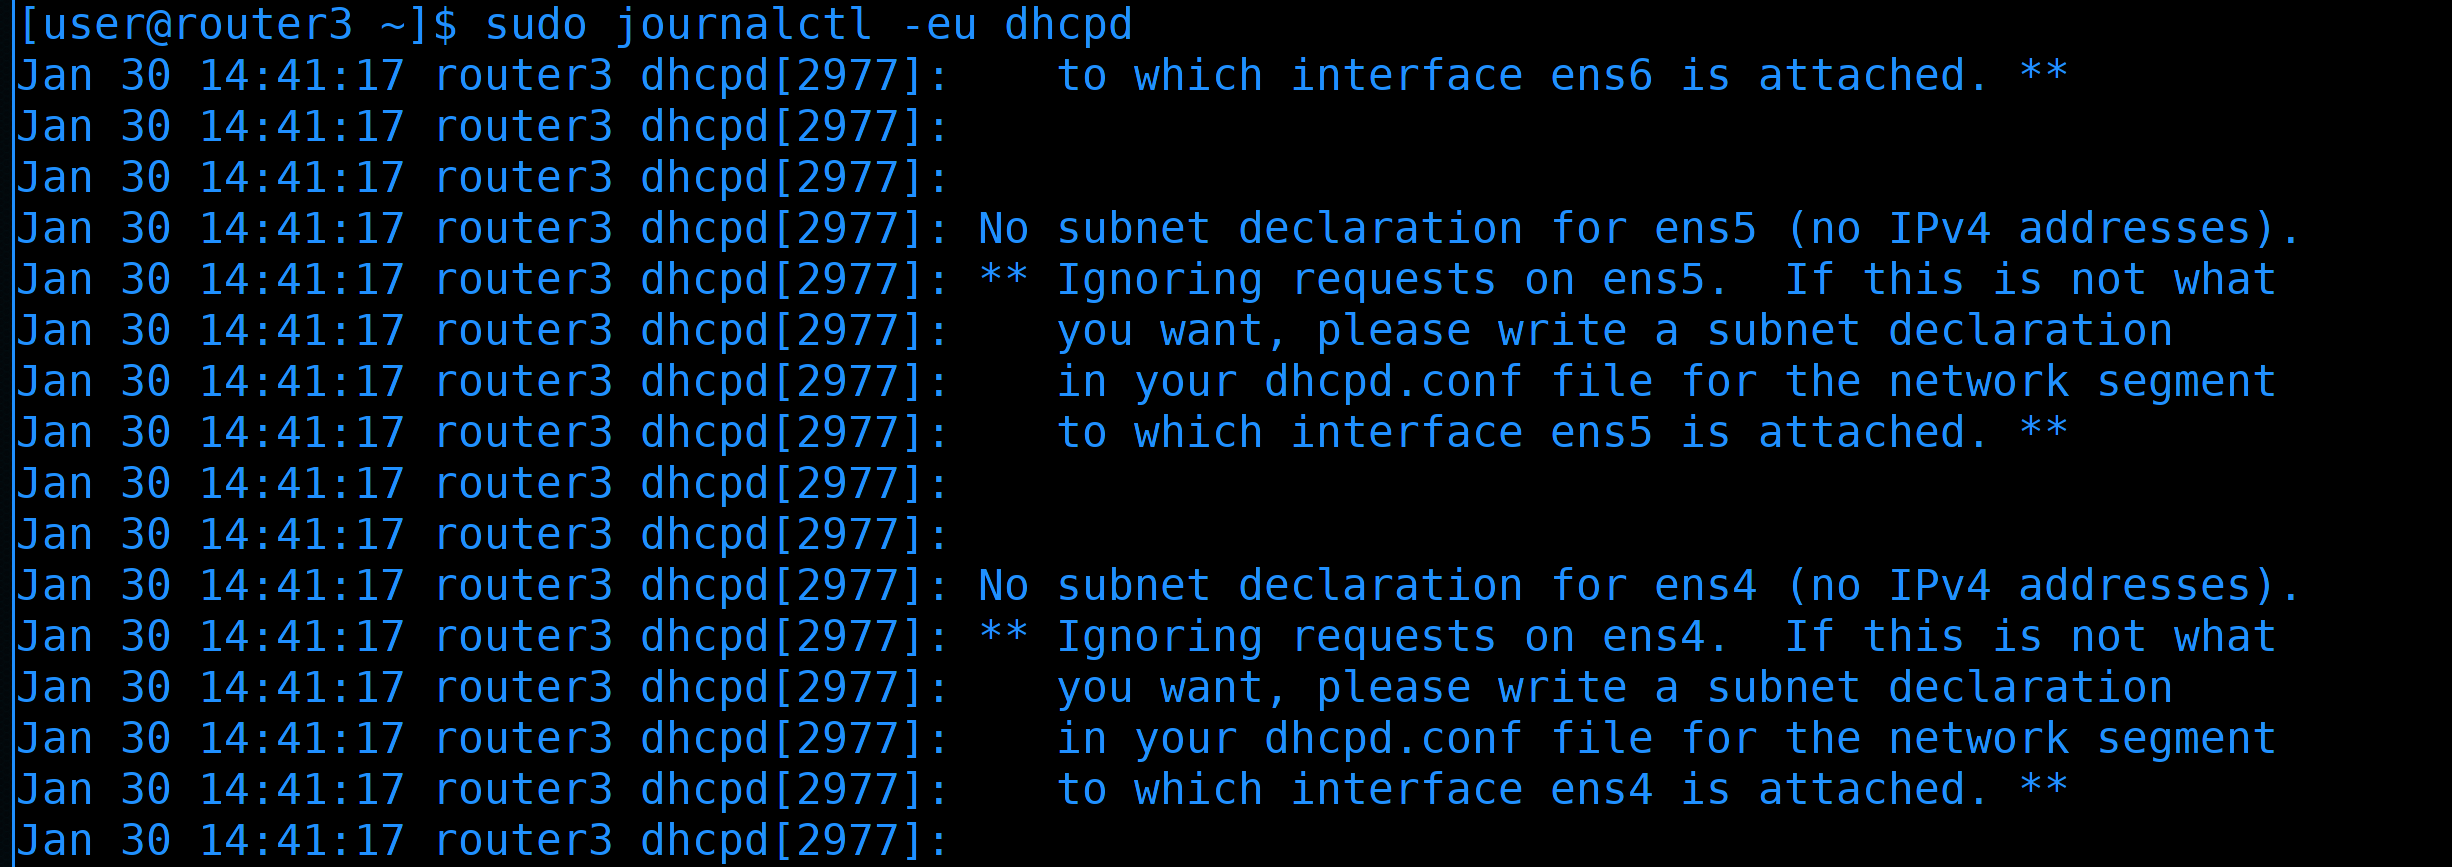 [user@router3 ~]$ sudo journalctl -eu dhcpd
Jan 30 14:41:17 router3 dhcpd[2977]:    to which interface ens6 is attached. **
Jan 30 14:41:17 router3 dhcpd[2977]:
Jan 30 14:41:17 router3 dhcpd[2977]:
Jan 30 14:41:17 router3 dhcpd[2977]: No subnet declaration for ens5 (no IPv4 addresses).
Jan 30 14:41:17 router3 dhcpd[2977]: ** Ignoring requests on ens5.  If this is not what
Jan 30 14:41:17 router3 dhcpd[2977]:    you want, please write a subnet declaration
Jan 30 14:41:17 router3 dhcpd[2977]:    in your dhcpd.conf file for the network segment
Jan 30 14:41:17 router3 dhcpd[2977]:    to which interface ens5 is attached. **
Jan 30 14:41:17 router3 dhcpd[2977]:
Jan 30 14:41:17 router3 dhcpd[2977]:
Jan 30 14:41:17 router3 dhcpd[2977]: No subnet declaration for ens4 (no IPv4 addresses).
Jan 30 14:41:17 router3 dhcpd[2977]: ** Ignoring requests on ens4.  If this is not what
Jan 30 14:41:17 router3 dhcpd[2977]:    you want, please write a subnet declaration
Jan 30 14:41:17 router3 dhcpd[2977]:    in your dhcpd.conf file for the network segment
Jan 30 14:41:17 router3 dhcpd[2977]:    to which interface ens4 is attached. **
Jan 30 14:41:17 router3 dhcpd[2977]: